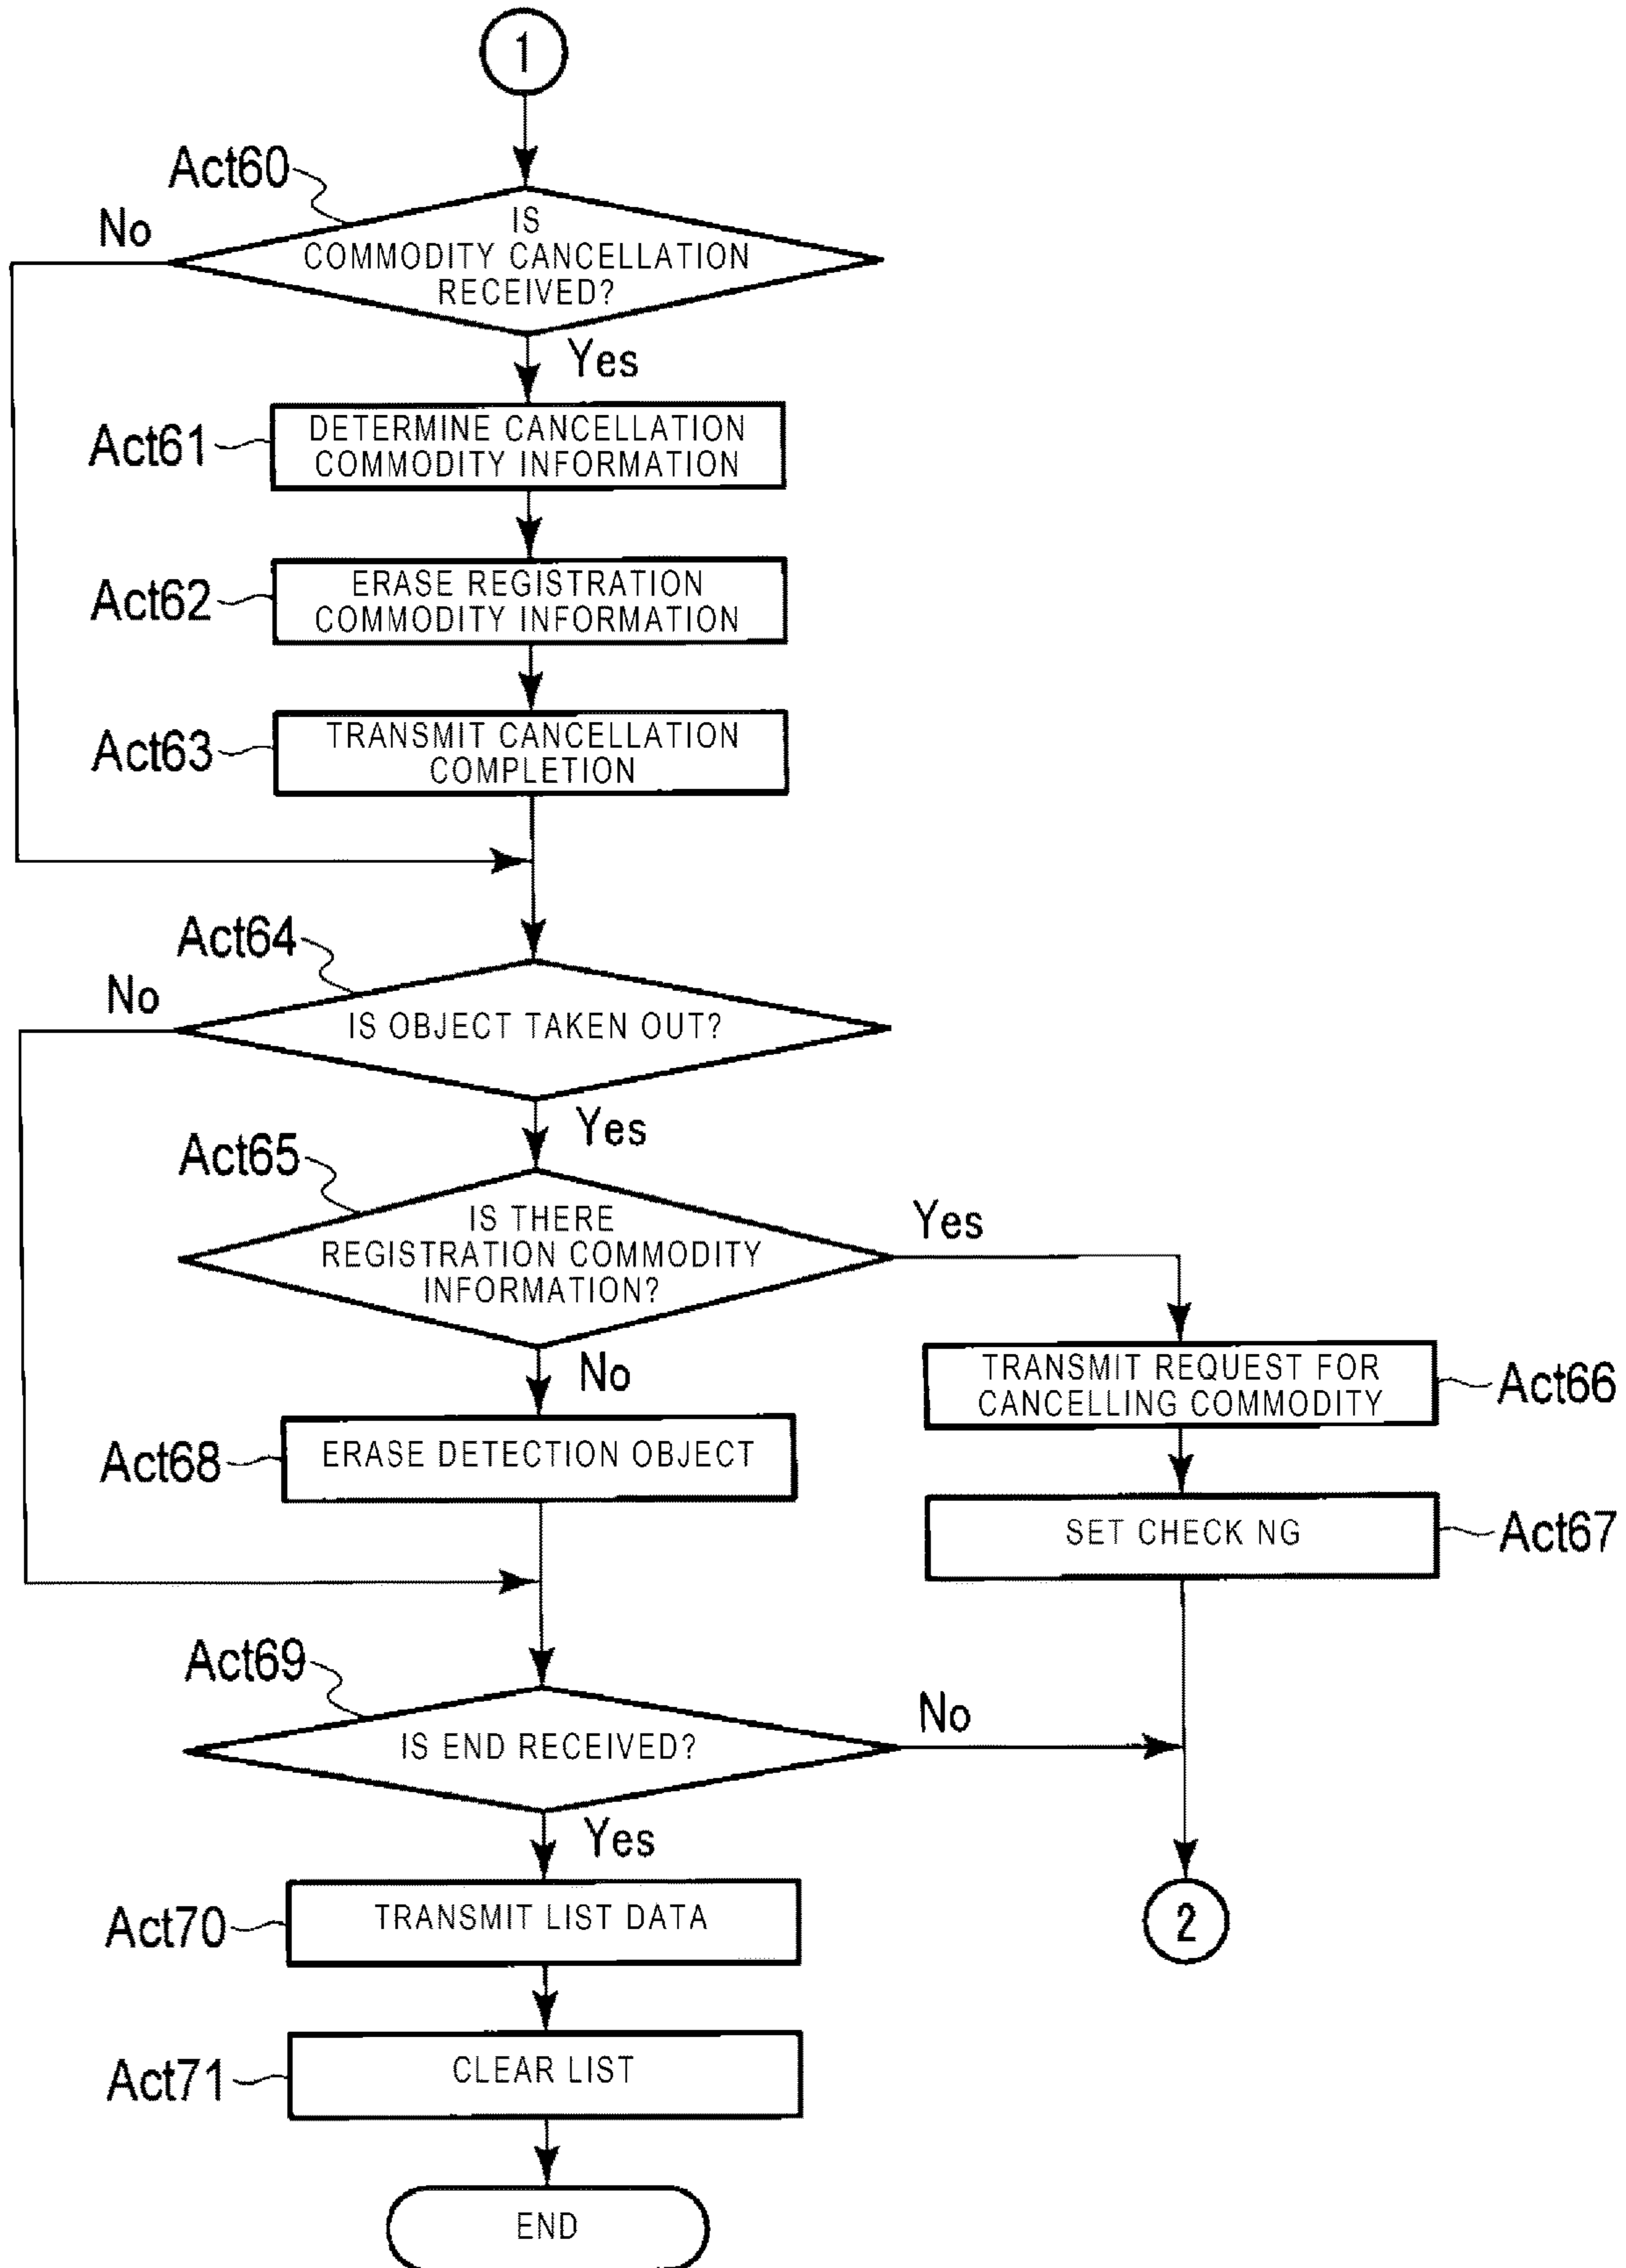 1
Act60
No
IS
COMMODITY CANCELLATION
RECEIVED?
Yes
Act61
DETERMINE CANCELLATION
COMMODITY INFORMATION
Act62
ERASE REGISTRATION
COMMODITY INFORMATION
Act63
TRANSMIT CANCELLATION
COMPLETION
Act64
No
IS OBJECT TAKEN OUT?
Yes
Act65
IS THERE
REGISTRATION COMMODITY
INFORMATION?
Yes
TRANSMIT REQUEST FOR
CANCELLING COMMODITY
Act66
No
Act68
ERASE DETECTION OBJECT
SET CHECK NG
Act67
Act69
IS END RECEIVED?
No
Yes
Act70
TRANSMIT LIST DATA
2
Act71
CLEAR LIST
END